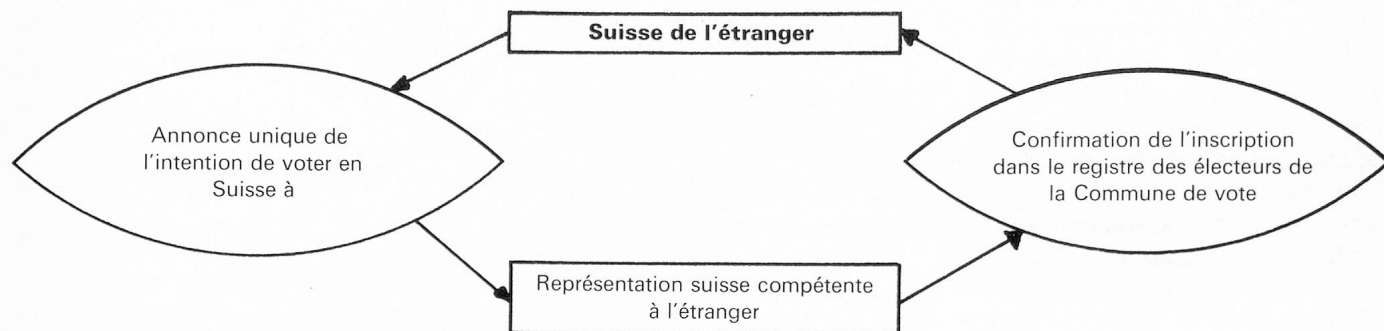 Suisse de l'étranger
Annonce unique de
l'intention de voter en
Suisse à
Confirmation de l'inscription
dans le registre des électeurs de
la Commune de vote
Représentation suisse compétente
à l'étranger